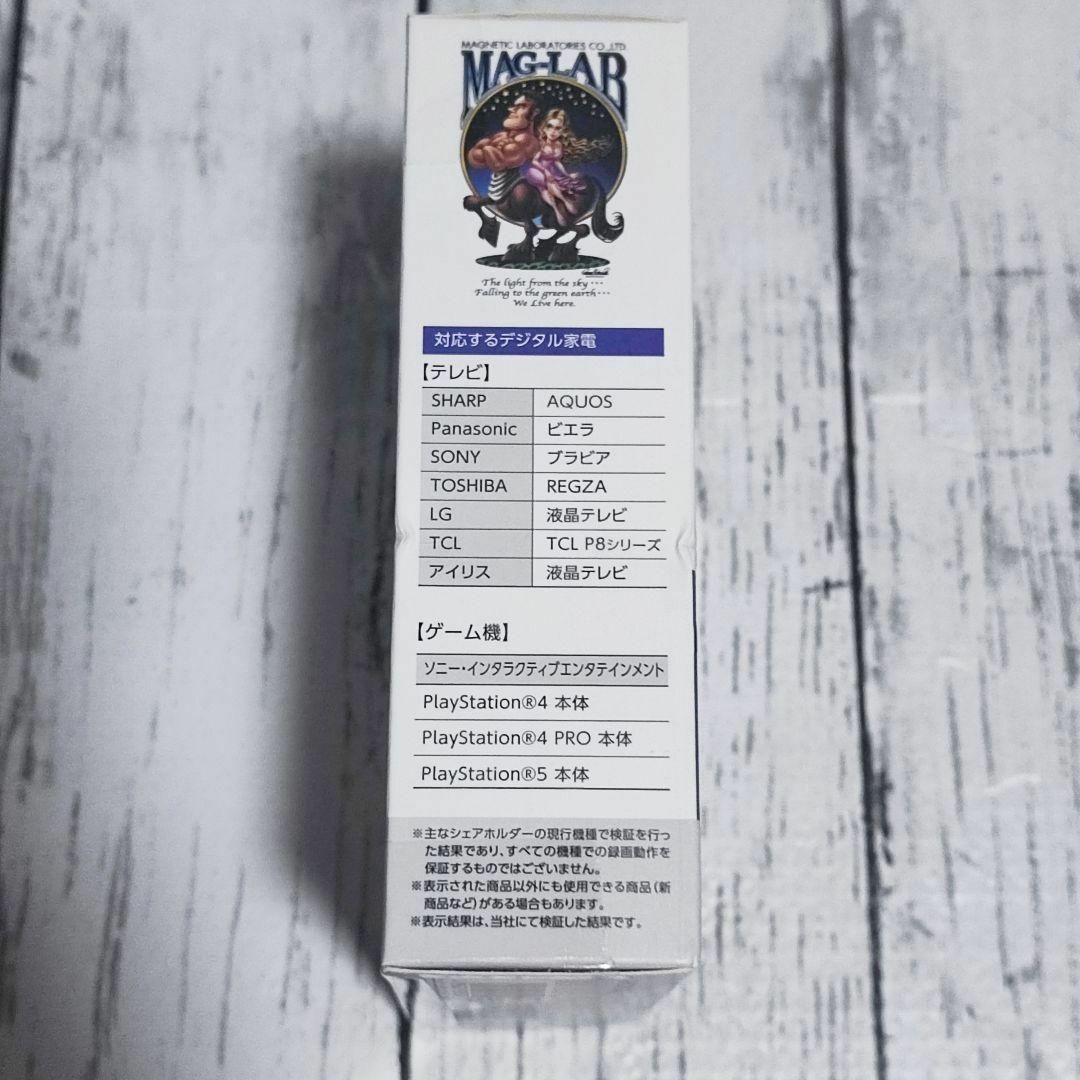 MAGNETIC LABORATORIES CO.,LTD
MAG-LAB
The light from the sky・・・
Falling to the green earth・・・
We Live here.
対応するデジタル家電
【テレビ】
SHARP AQUOS
Panasonic ビエラ
SONY ブラビア
TOSHIBA REGZA
LG 液晶テレビ
TCL TCL P8シリーズ
アイリス 液晶テレビ
【ゲーム機】
ソニー・インタラクティブエンタテインメント
PlayStation®4 本体
PlayStation®4 PRO 本体
PlayStation®5 本体
※主なシェアホルダーの現行機種で検証を行っ
た結果であり、すべての機種での録画動作を
保証するものではございません。
※表示された商品以外にも使用できる商品(新
商品など)がある場合もあります。
※表示結果は、当社にて検証した結果です。